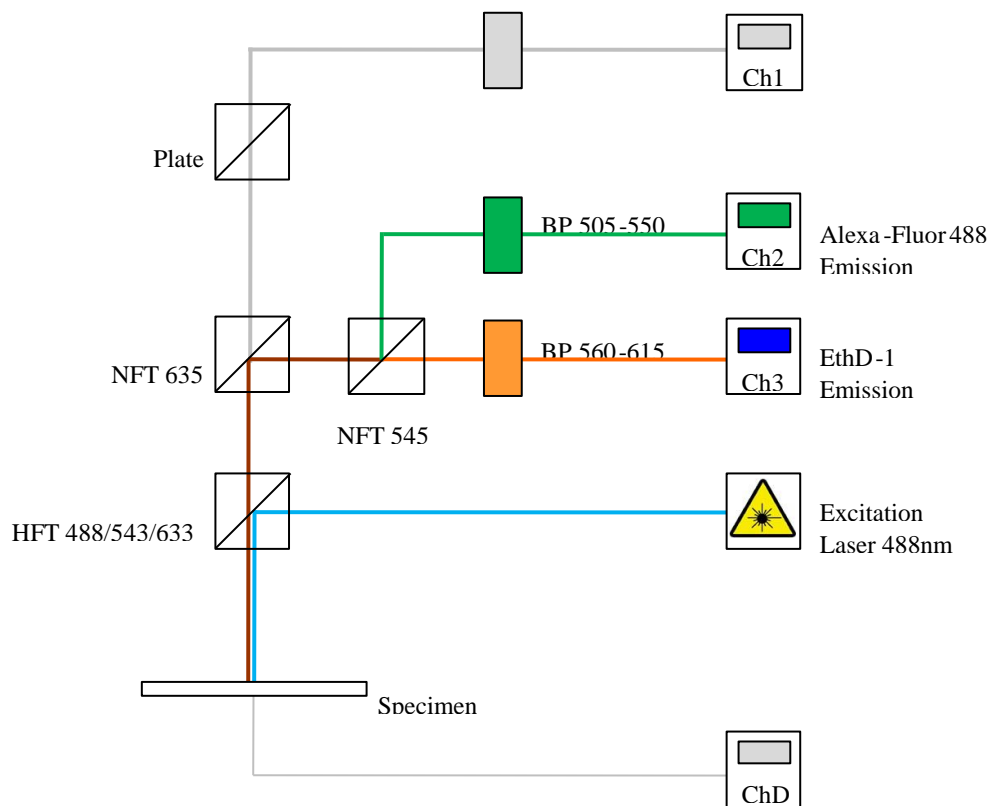 Ch1
Plate
BP 505-550
Ch2
Alexa-Fluor 488
Emission
NFT 635
BP 560-615
Ch3
EthD-1
Emission
NFT 545
HFT 488/543/633
Excitation
Laser 488nm
Specimen
ChD